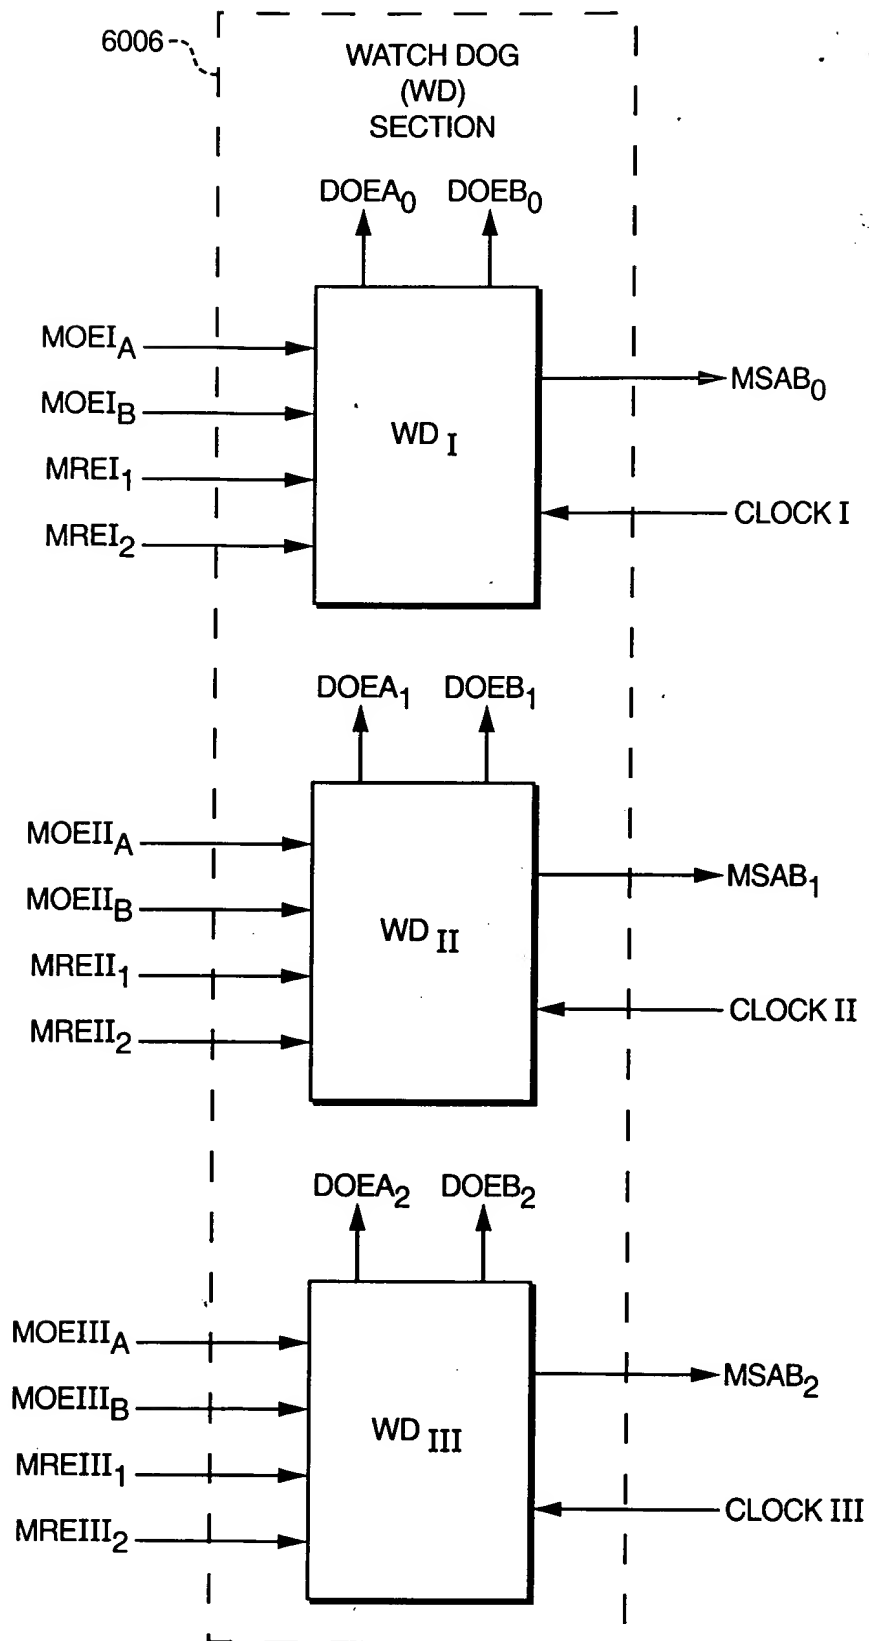 6006
WATCH DOG
(WD)
SECTION
DOEA0 DOEB0
MOEIA
MOEIB
MREI1
MREI2
WD I
MSAB0
CLOCK I
DOEA1 DOEB1
MOEIIA
MOEIIB
MREII1
MREII2
WD II
MSAB1
CLOCK II
DOEA2 DOEB2
MOEIIIA
MOEIIIB
MREIII1
MREIII2
WD III
MSAB2
CLOCK III